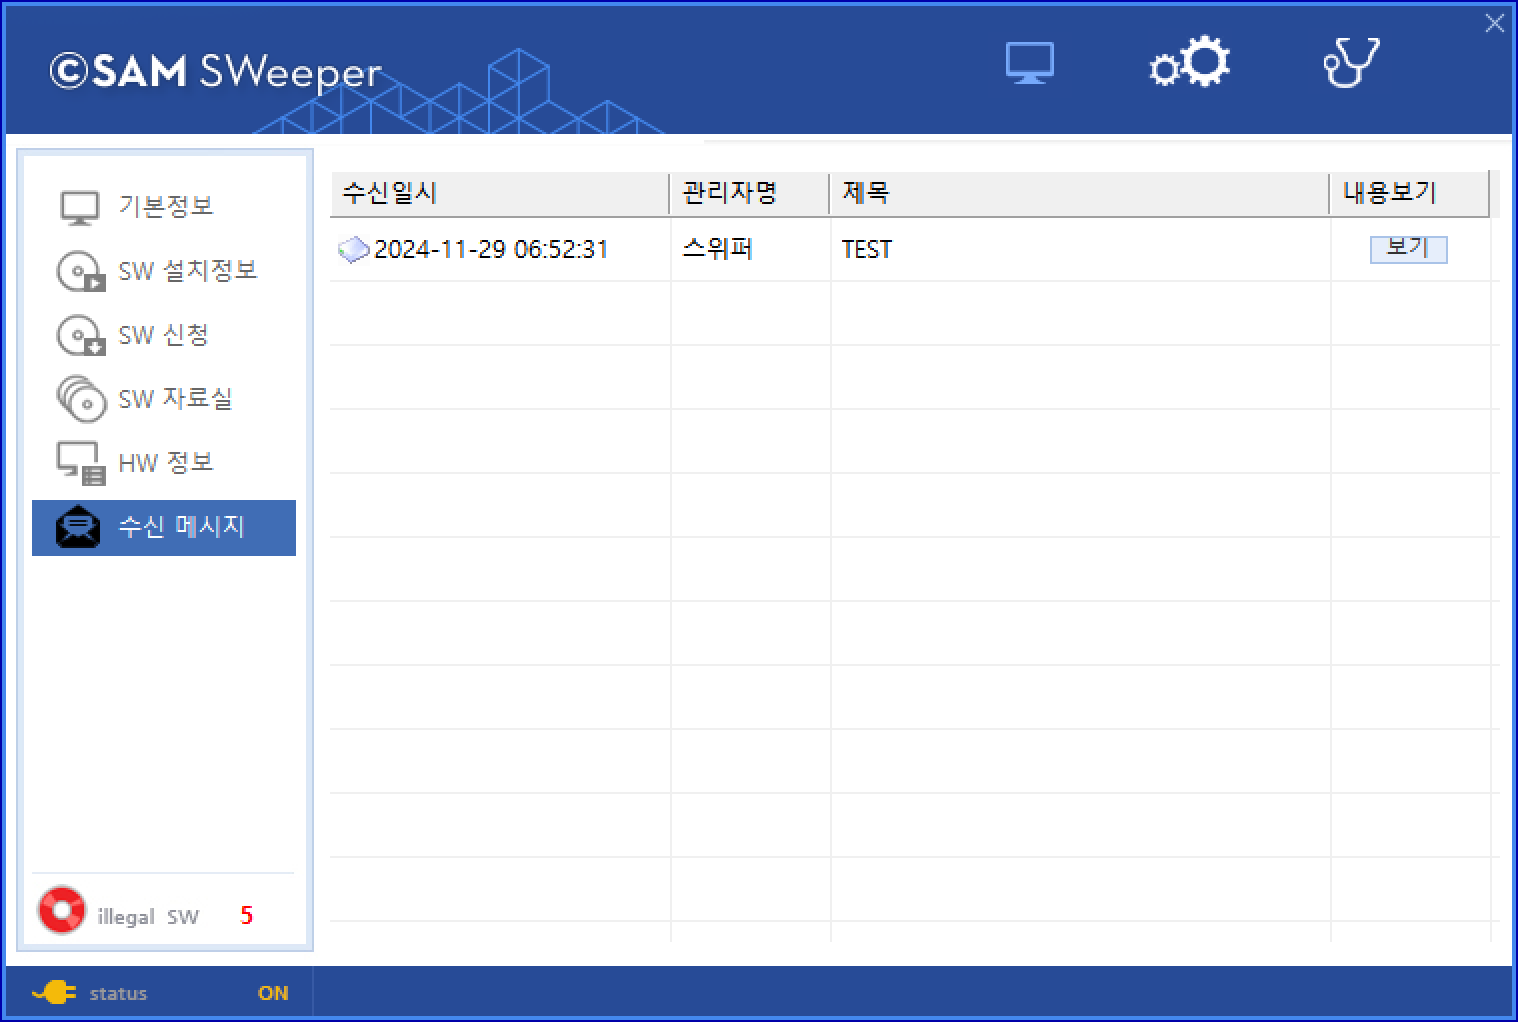 ©SAM SWeeper
기본정보
SW 설치정보
SW 신청
SW 자료실
HW 정보
수신 메시지
illegal SW 5
수신일시 관리자명 제목 내용보기
2024-11-29 06:52:31 스위퍼 TEST 보기
status ON